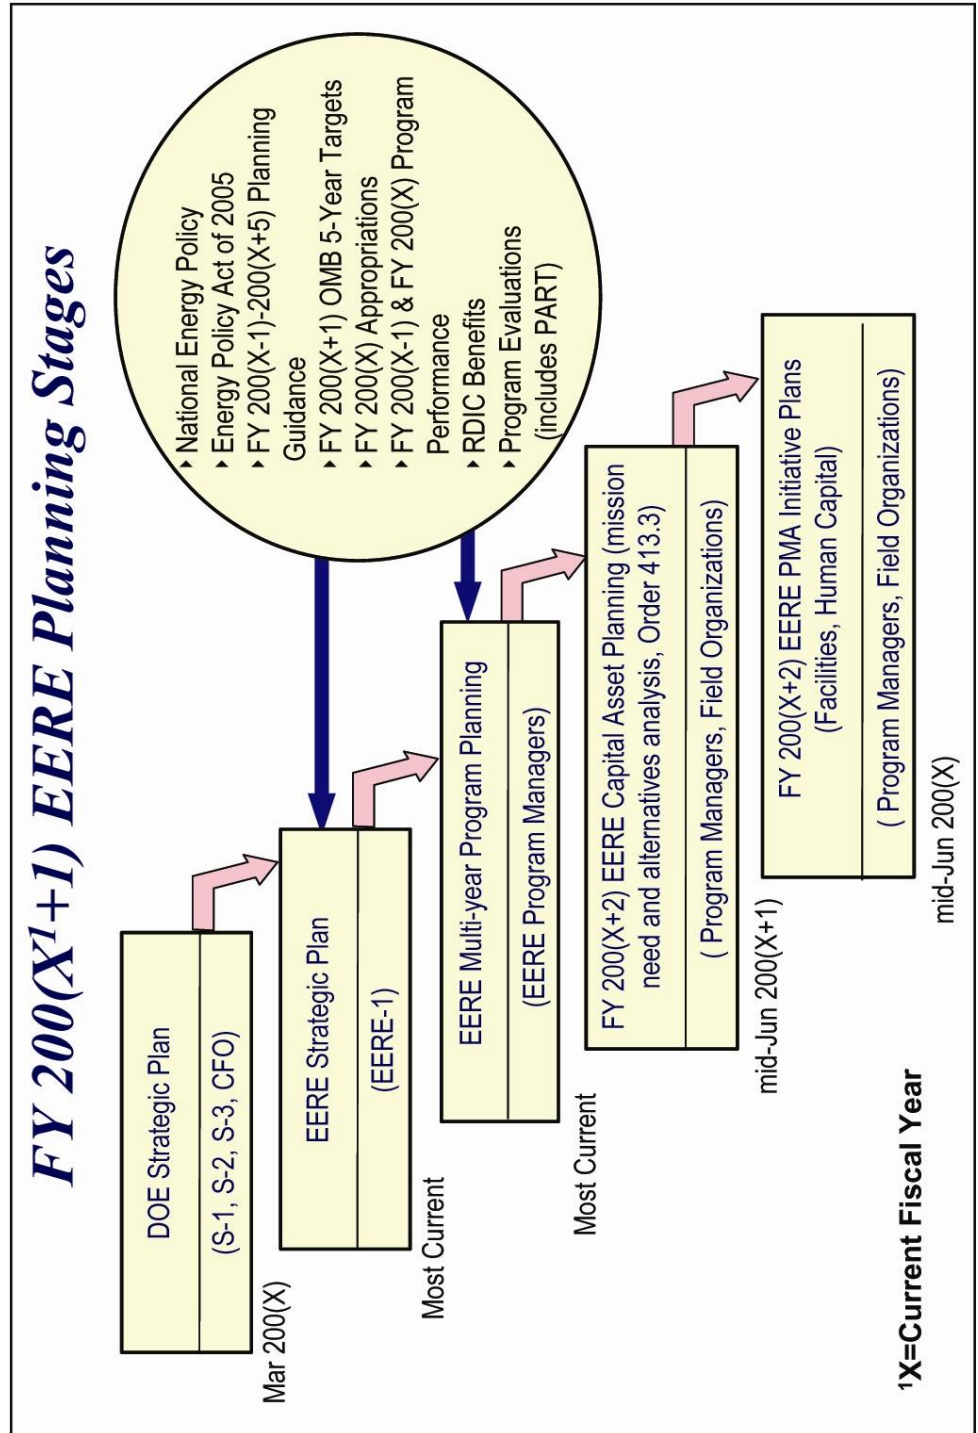 FY 200(X¹+1) EERE Planning Stages
DOE Strategic Plan
(S-1, S-2, S-3, CFO)
Mar 200(X)
EERE Strategic Plan
(EERE-1)
Most Current
EERE Multi-year Program Planning
(EERE Program Managers)
Most Current
FY 200(X+2) EERE Capital Asset Planning (mission
need and alternatives analysis, Order 413.3)
( Program Managers, Field Organizations)
mid-Jun 200(X+1)
FY 200(X+2) EERE PMA Initiative Plans
(Facilities, Human Capital)
( Program Managers, Field Organizations)
mid-Jun 200(X)
‣ National Energy Policy
‣ Energy Policy Act of 2005
‣ FY 200(X-1)-200(X+5) Planning
Guidance
‣ FY 200(X+1) OMB 5-Year Targets
‣ FY 200(X) Appropriations
‣ FY 200(X-1) & FY 200(X) Program
Performance
‣ RDIC Benefits
‣ Program Evaluations
(includes PART)
¹X=Current Fiscal Year